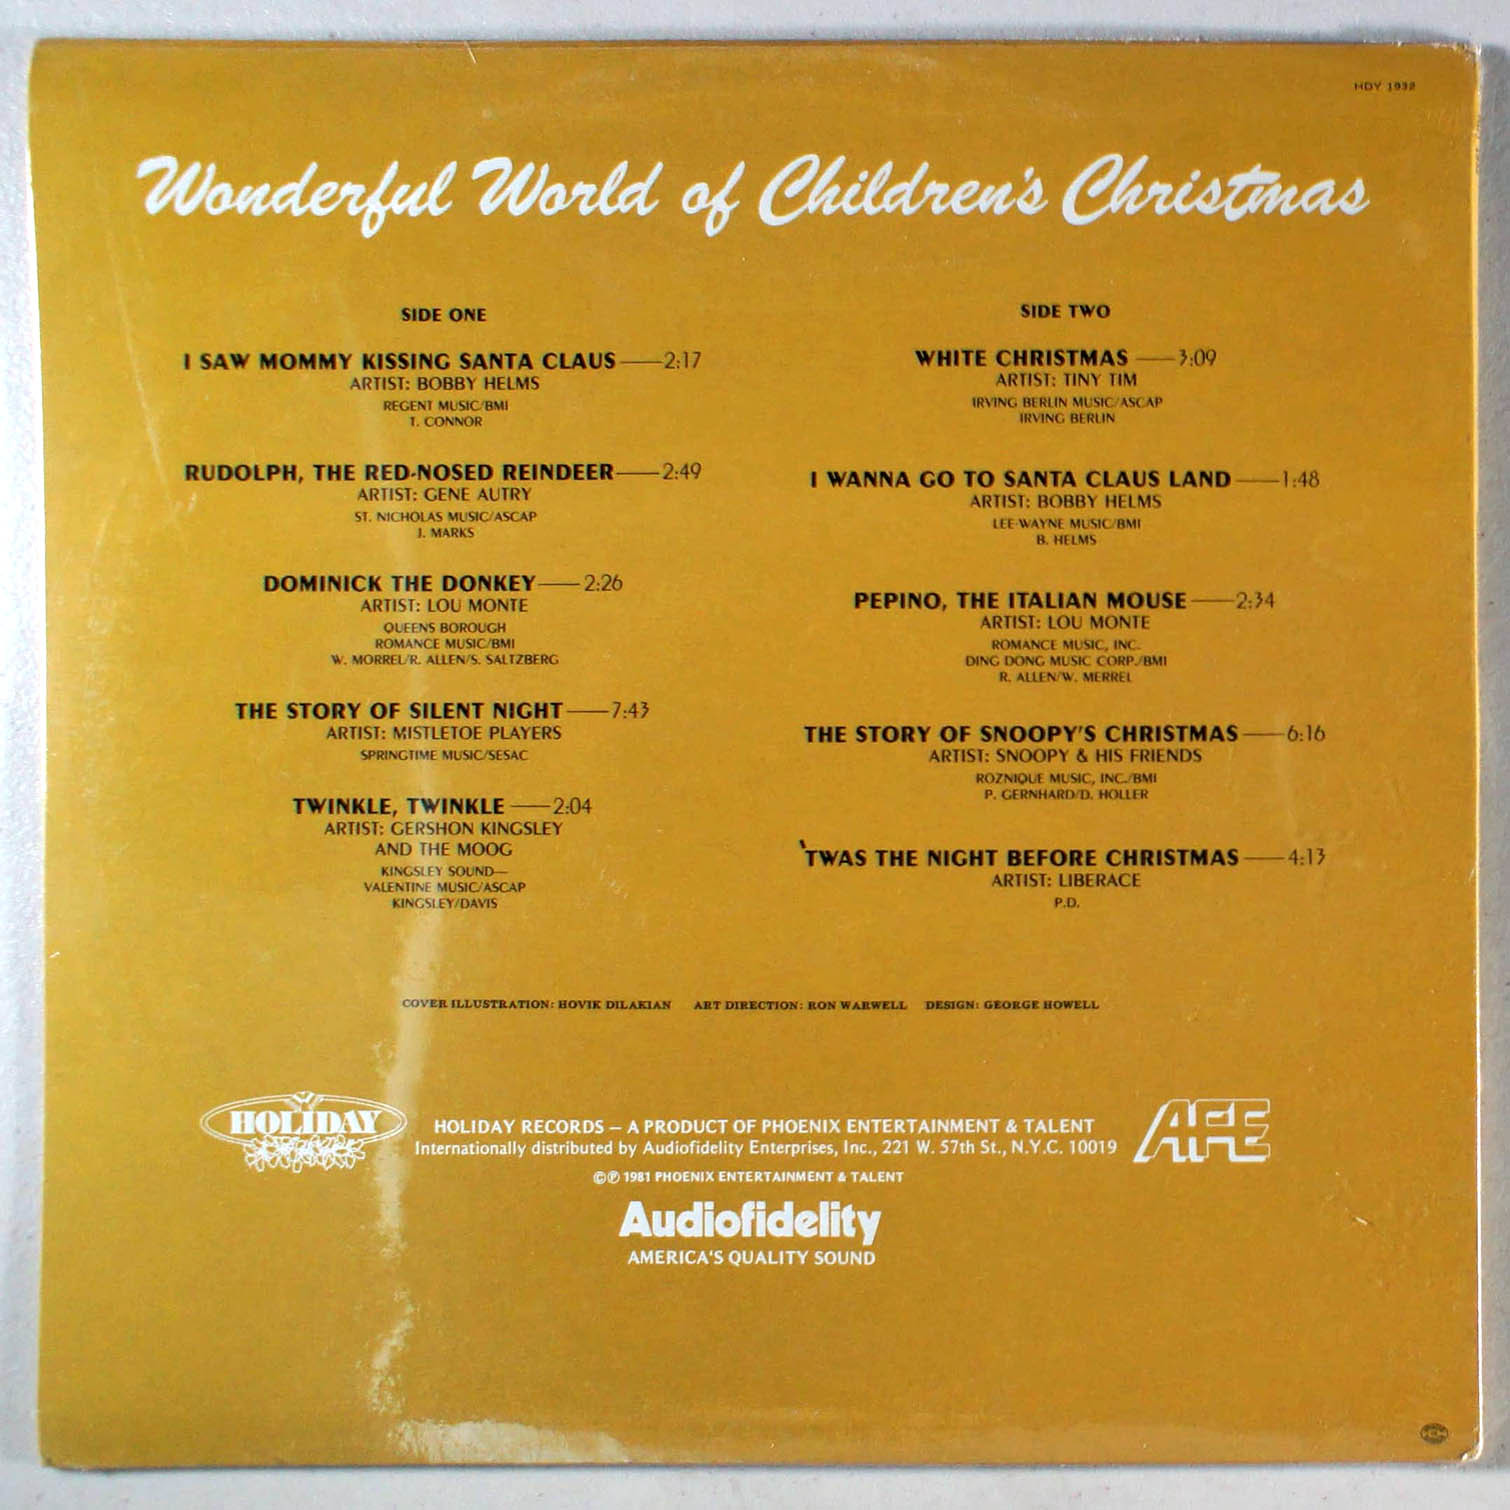 HDY 1932
Wonderful World of Children's Christmas
SIDE ONE
I SAW MOMMY KISSING SANTA CLAUS—2:17
ARTIST: BOBBY HELMS
REGENT MUSIC/BMI
T. CONNOR
RUDOLPH, THE RED-NOSED REINDEER—2:49
ARTIST: GENE AUTRY
ST. NICHOLAS MUSIC/ASCAP
J. MARKS
DOMINICK THE DONKEY—2:26
ARTIST: LOU MONTE
QUEENS BOROUGH
ROMANCE MUSIC/BMI
W. MORREL/R. ALLEN/S. SALTZBERG
THE STORY OF SILENT NIGHT—7:43
ARTIST: MISTLETOE PLAYERS
SPRINGTIME MUSIC/SESAC
TWINKLE, TWINKLE—2:04
ARTIST: GERSHON KINGSLEY
AND THE MOOG
KINGSLEY SOUND—
VALENTINE MUSIC/ASCAP
KINGSLEY/DAVIS
SIDE TWO
WHITE CHRISTMAS—3:09
ARTIST: TINY TIM
IRVING BERLIN MUSIC/ASCAP
IRVING BERLIN
I WANNA GO TO SANTA CLAUS LAND—1:48
ARTIST: BOBBY HELMS
LEE-WAYNE MUSIC/BMI
B. HELMS
PEPINO, THE ITALIAN MOUSE—2:34
ARTIST: LOU MONTE
ROMANCE MUSIC, INC.
DING DONG MUSIC CORP./BMI
R. ALLEN/W. MERREL
THE STORY OF SNOOPY'S CHRISTMAS—6:16
ARTIST: SNOOPY & HIS FRIENDS
ROZNIQUE MUSIC, INC./BMI
P. GERNHARD/D. HOLLER
'TWAS THE NIGHT BEFORE CHRISTMAS—4:13
ARTIST: LIBERACE
P.D.
COVER ILLUSTRATION: HOVIK DILAKIAN ART DIRECTION: RON WARWELL DESIGN: GEORGE HOWELL
HOLIDAY
HOLIDAY RECORDS – A PRODUCT OF PHOENIX ENTERTAINMENT & TALENT
Internationally distributed by Audiofidelity Enterprises, Inc., 221 W. 57th St., N.Y.C. 10019
AFE
©℗ 1981 PHOENIX ENTERTAINMENT & TALENT
Audiofidelity
AMERICA'S QUALITY SOUND